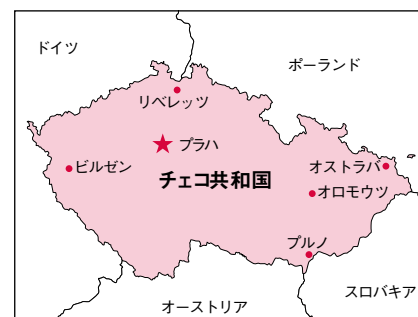 ドイツ
ポーランド
リベレッツ
プラハ
ビルゼン
チェコ共和国
オストラバ
オロモウツ
ブルノ
スロバキア
オーストリア